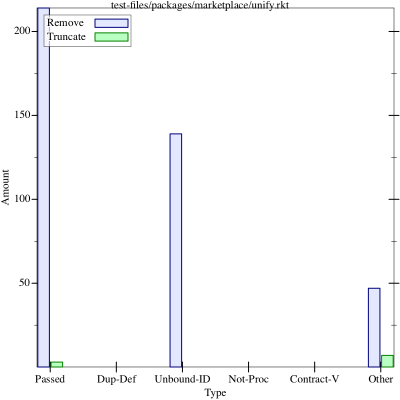 test-files/packages/marketplace/unify.rkt
Remove
Truncate
200
150
100
50
Amount
Passed Dup-Def Unbound-ID Not-Proc Contract-V Other
Type